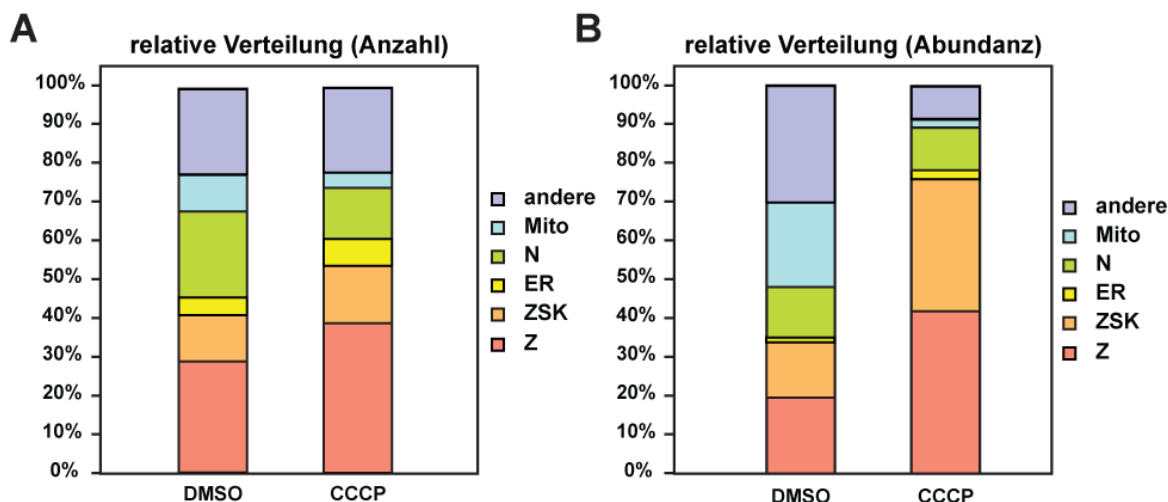 A
relative Verteilung (Anzahl)
100%
90%
80%
70%
60%
50%
40%
30%
20%
10%
0%
DMSO
CCCP
andere
Mito
N
ER
ZSK
Z
B
relative Verteilung (Abundanz)
100%
90%
80%
70%
60%
50%
40%
30%
20%
10%
0%
DMSO
CCCP
andere
Mito
N
ER
ZSK
Z